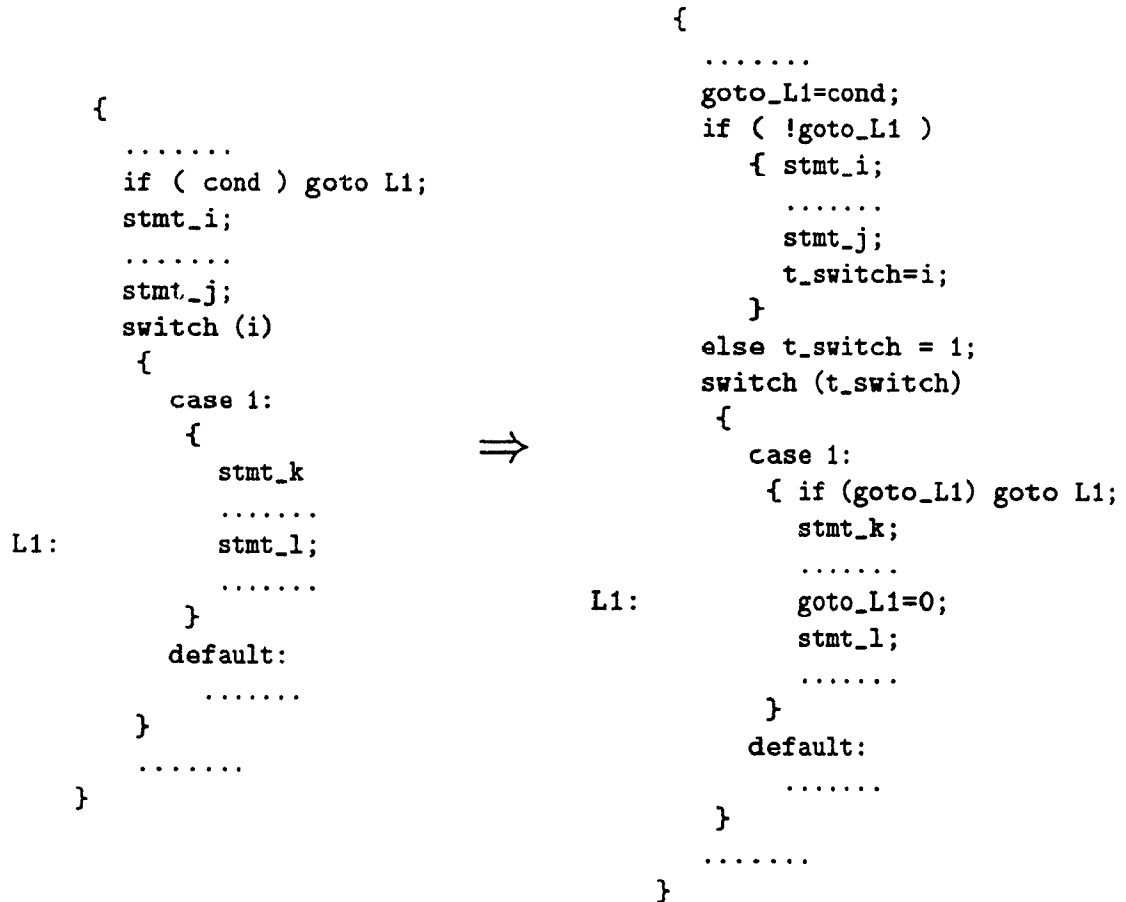 {
.......
if ( cond ) goto L1;
stmt_i;
.......
stmt_j;
switch (i)
{
case 1:
{
stmt_k
.......
L1: stmt_l;
.......
}
default:
.......
}
.......
}
⇒
{
.......
goto_L1=cond;
if ( !goto_L1 )
{ stmt_i;
.......
stmt_j;
t_switch=i;
}
else t_switch = 1;
switch (t_switch)
{
case 1:
{ if (goto_L1) goto L1;
stmt_k;
.......
L1: goto_L1=0;
stmt_l;
.......
}
default:
.......
}
.......
}